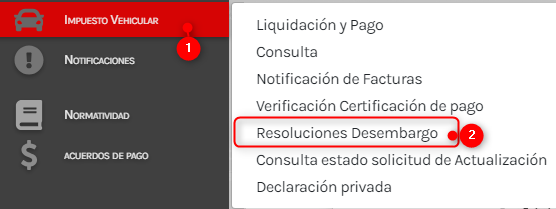 IMPUESTO VEHICULAR
1
NOTIFICACIONES
NORMATIVIDAD
ACUERDOS DE PAGO
Liquidación y Pago
Consulta
Notificación de Facturas
Verificación Certificación de pago
Resoluciones Desembargo
2
Consulta estado solicitud de Actualización
Declaración privada